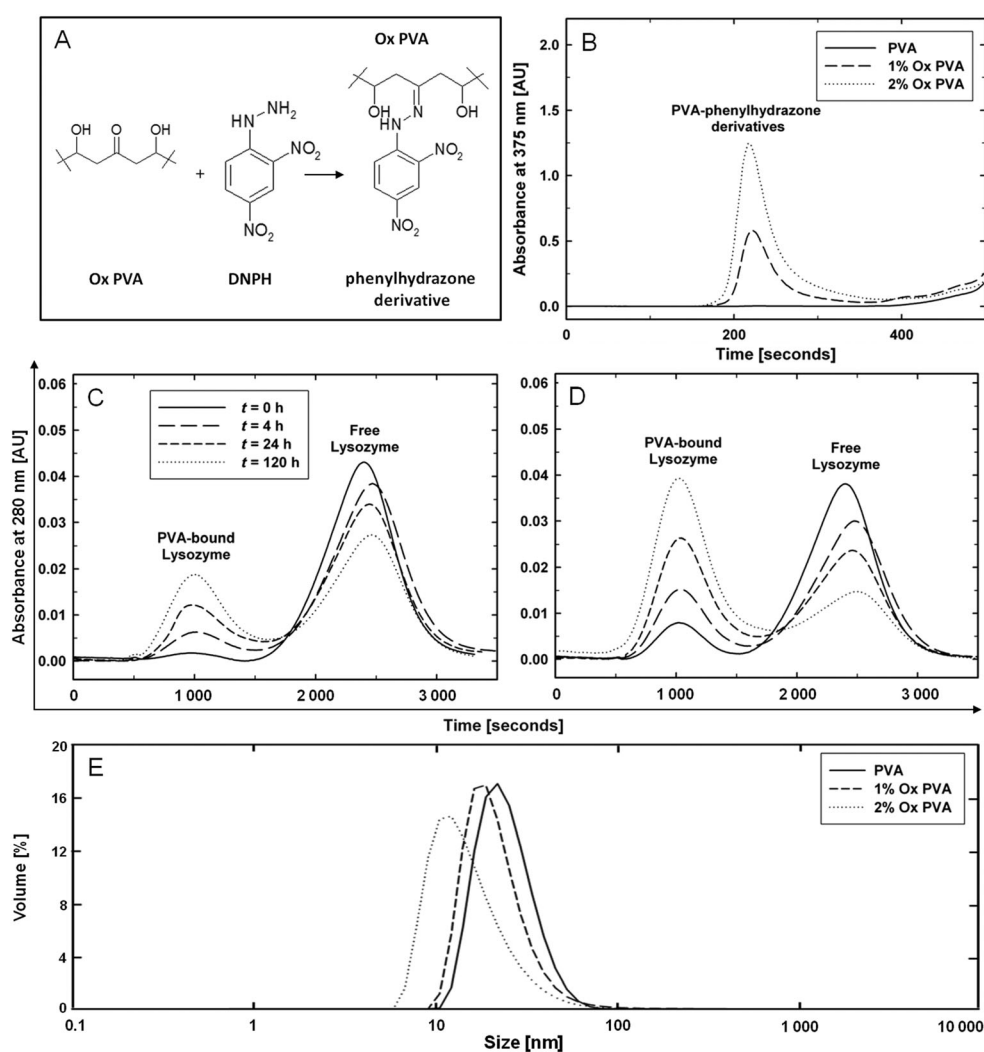 A
Ox PVA
OH
O
OH
+
Ox PVA
HN
NH2
NO2
NO2
DNPH
OH
N
OH
HN
NO2
NO2
phenylhydrazone
derivative
B
PVA
1% Ox PVA
2% Ox PVA
PVA-phenylhydrazone
derivatives
Absorbance at 375 nm [AU]
2.0
1.5
1.0
0.5
0.0
0
200
400
Time [seconds]
C
t = 0 h
t = 4 h
t = 24 h
t = 120 h
Free
Lysozyme
PVA-bound
Lysozyme
Absorbance at 280 nm [AU]
0.06
0.05
0.04
0.03
0.02
0.01
0.00
0
1 000
2 000
3 000
D
PVA-bound
Lysozyme
Free
Lysozyme
0.06
0.05
0.04
0.03
0.02
0.01
0.00
0
1 000
2 000
3 000
Time [seconds]
E
PVA
1% Ox PVA
2% Ox PVA
Volume [%]
20
16
12
8
4
0
0.1
1
10
100
1 000
10 000
Size [nm]